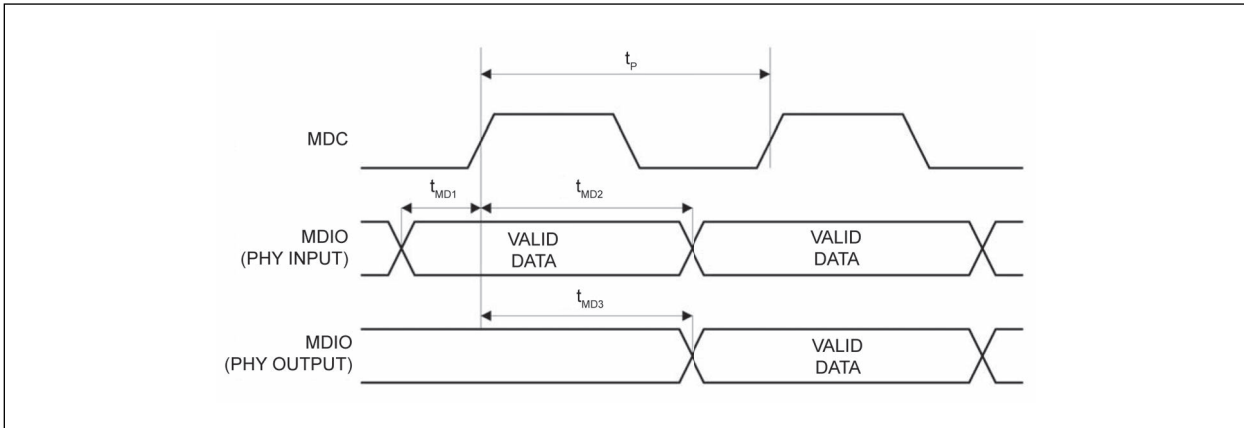 tP
MDC
tMD1
tMD2
MDIO
(PHY INPUT)
VALID
DATA
VALID
DATA
tMD3
MDIO
(PHY OUTPUT)
VALID
DATA